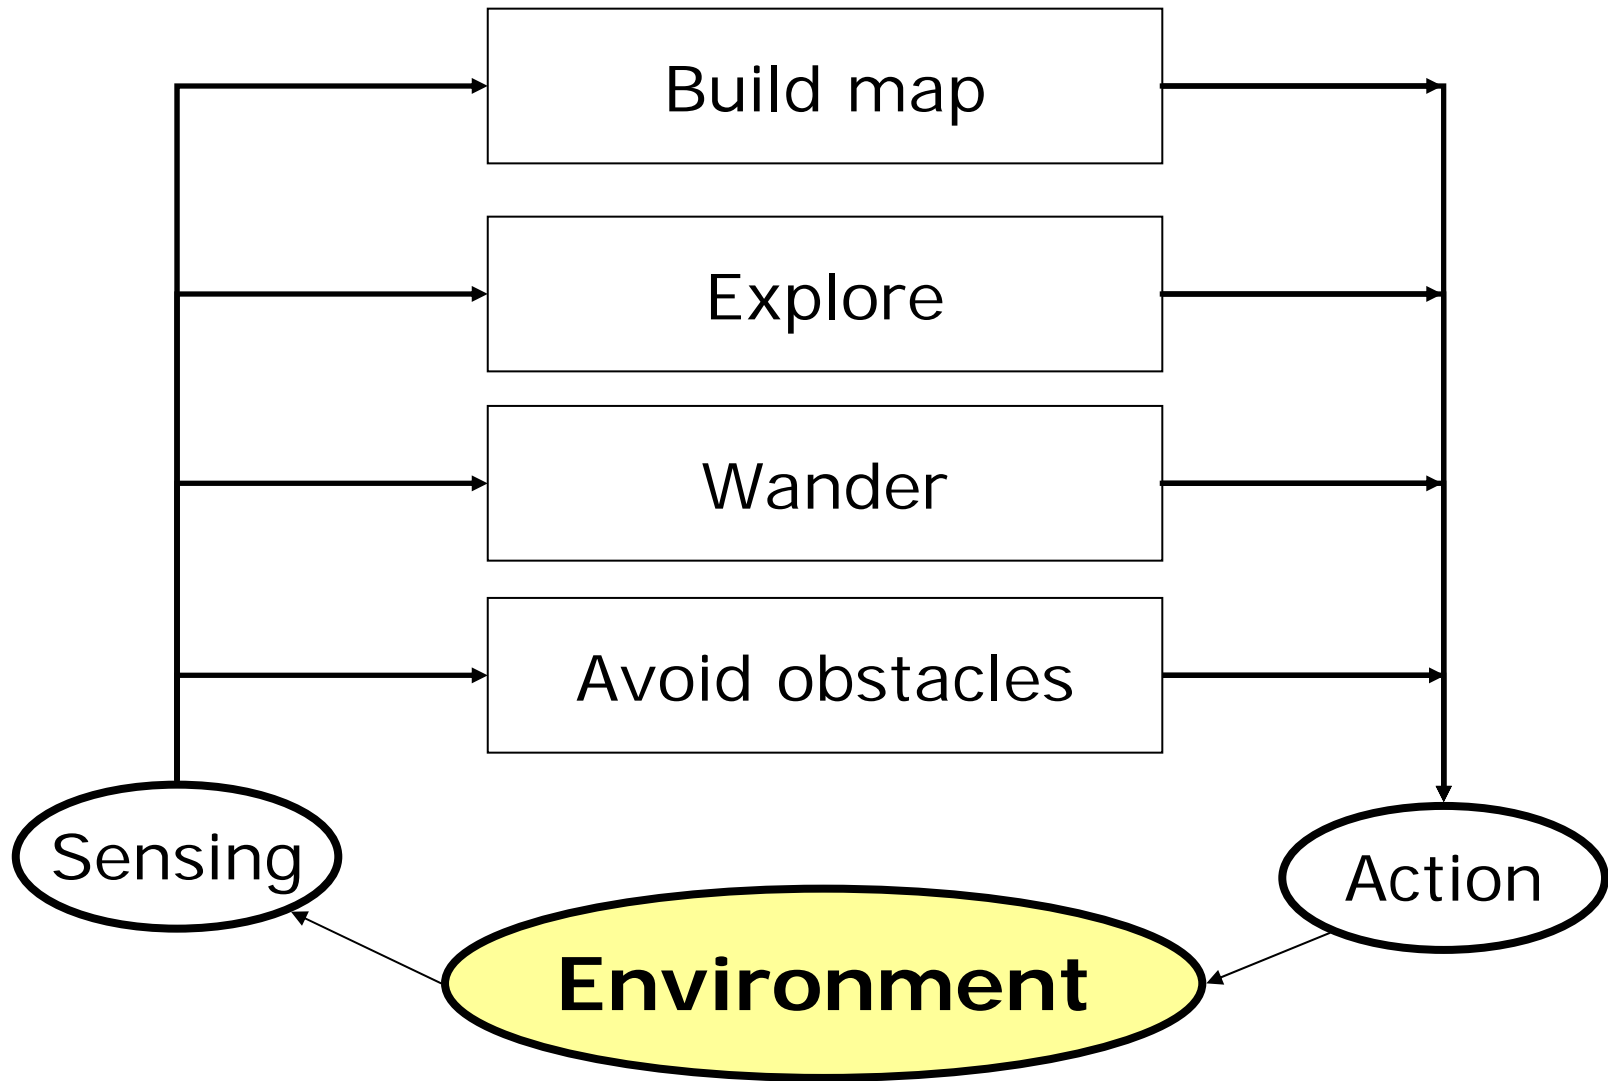 Build map
Explore
Wander
Avoid obstacles
Sensing
Action
Environment